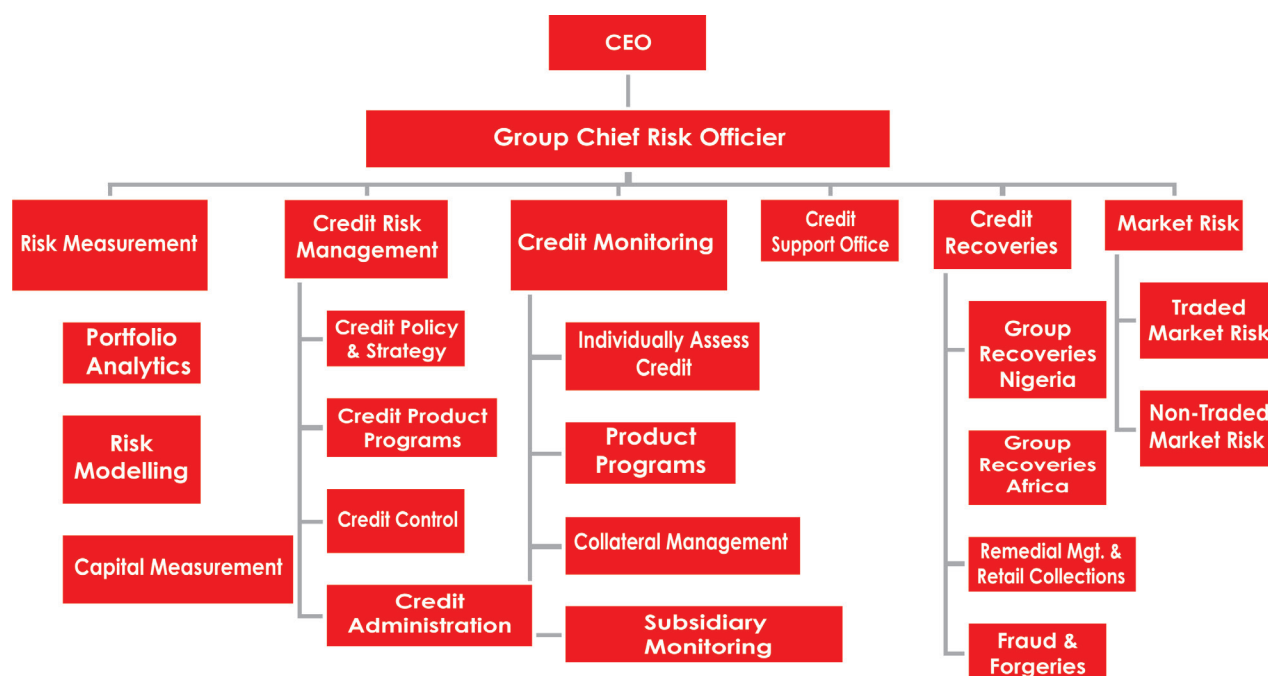 CEO
Group Chief Risk Officier
Risk Measurement
Credit Risk
Management
Credit Monitoring
Credit
Support Office
Credit
Recoveries
Market Risk
Portfolio
Analytics
Risk
Modelling
Capital Measurement
Credit Policy
& Strategy
Credit Product
Programs
Credit Control
Credit
Administration
Individually Assess
Credit
Product
Programs
Collateral Management
Subsidiary
Monitoring
Group
Recoveries
Nigeria
Group
Recoveries
Africa
Remedial Mgt. &
Retail Collections
Fraud &
Forgeries
Traded
Market Risk
Non-Traded
Market Risk